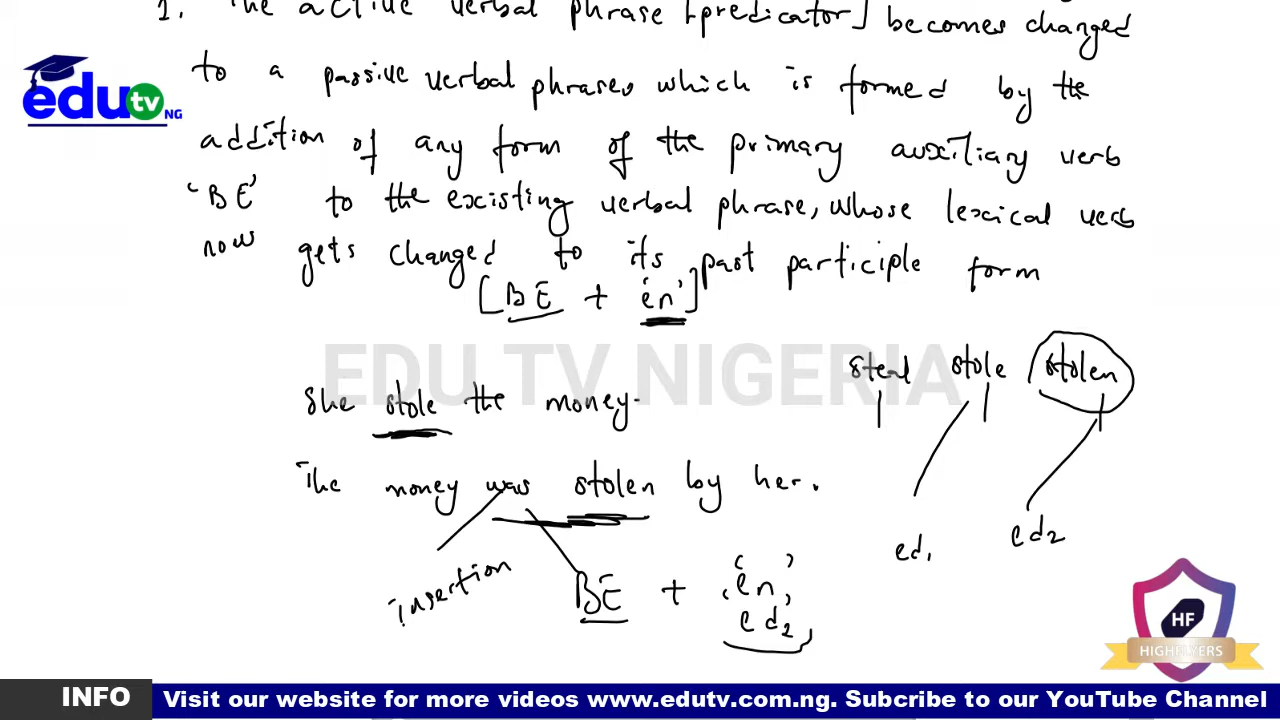 1. The active verbal phrase [predicator] becomes changed
to a passive verbal phrase, which is formed by the
addition of any form of the primary auxiliary verb
'BE' to the existing verbal phrase, whose lexical verb
now gets changed to its past participle form
[BE + 'en']
steal stole stolen
She stole the money.
The money was stolen by her.
ed1 ed2
insertion
BE + 'en'
ed2
edutv NG
EDU TV NIGERIA
HF
HIGHFLYERS
INFO Visit our website for more videos www.edutv.com.ng. Subcribe to our YouTube Channel